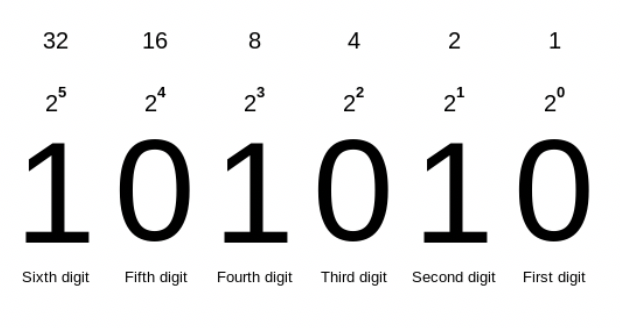 32 16 8 4 2 1
2⁵ 2⁴ 2³ 2² 2¹ 2⁰
1 0 1 0 1 0
Sixth digit Fifth digit Fourth digit Third digit Second digit First digit